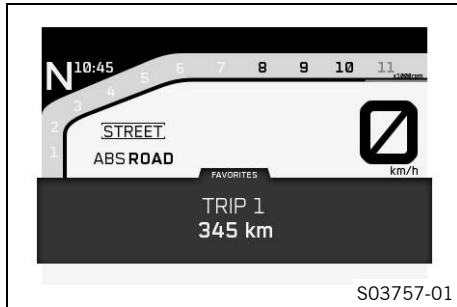 N 10:45
1 2 3 4 5 6 7 8 9 10 11
x1000rpm
STREET
ABS ROAD
0
km/h
FAVORITES
TRIP 1
345 km
S03757-01